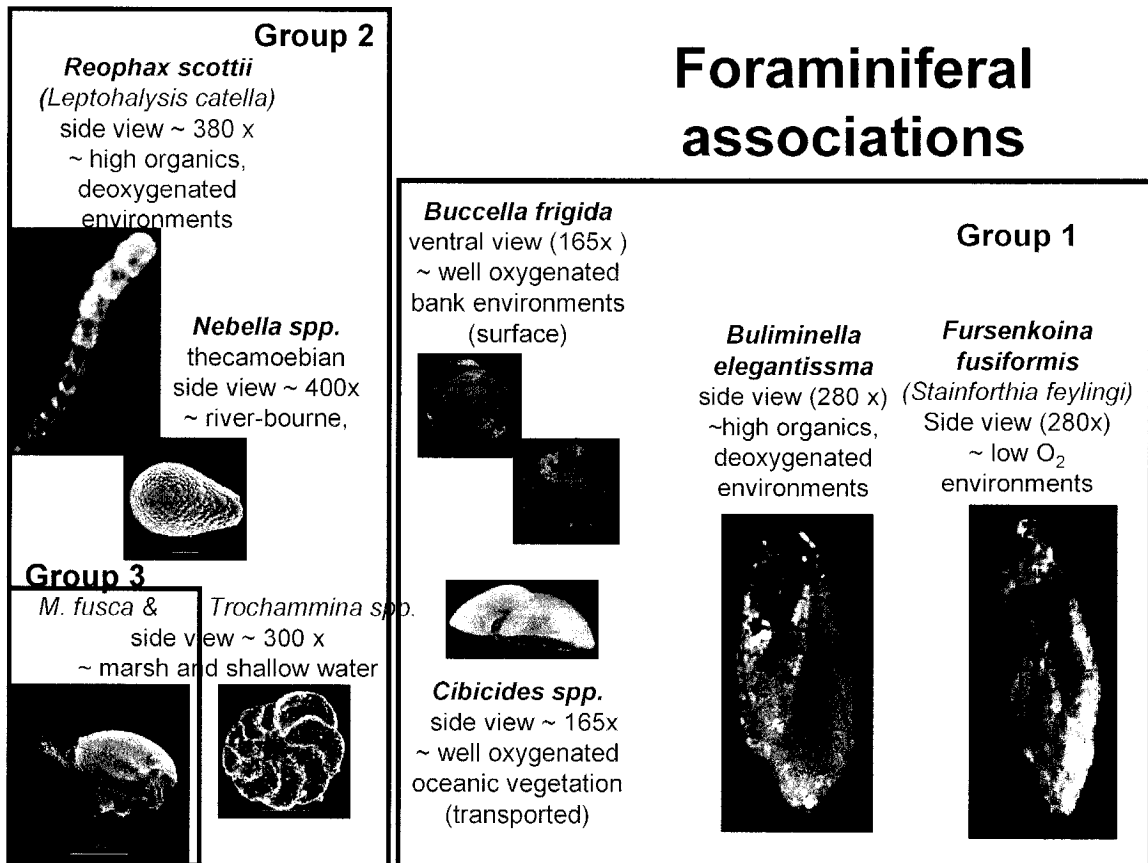 Foraminiferal
associations
Group 2
Reophax scottii
(Leptohalysis catella)
side view ~ 380 x
~ high organics,
deoxygenated
environments
Nebella spp.
thecamoebian
side view ~ 400x
~ river-bourne,
Group 3
M. fusca & Trochammina spp.
side view ~ 300 x
~ marsh and shallow water
Group 1
Buccella frigida
ventral view (165x )
~ well oxygenated
bank environments
(surface)
Cibicides spp.
side view ~ 165x
~ well oxygenated
oceanic vegetation
(transported)
Buliminella
elegantissma
side view (280 x)
~high organics,
deoxygenated
environments
Fursenkoina
fusiformis
(Stainforthia feylingi)
Side view (280x)
~ low O₂
environments